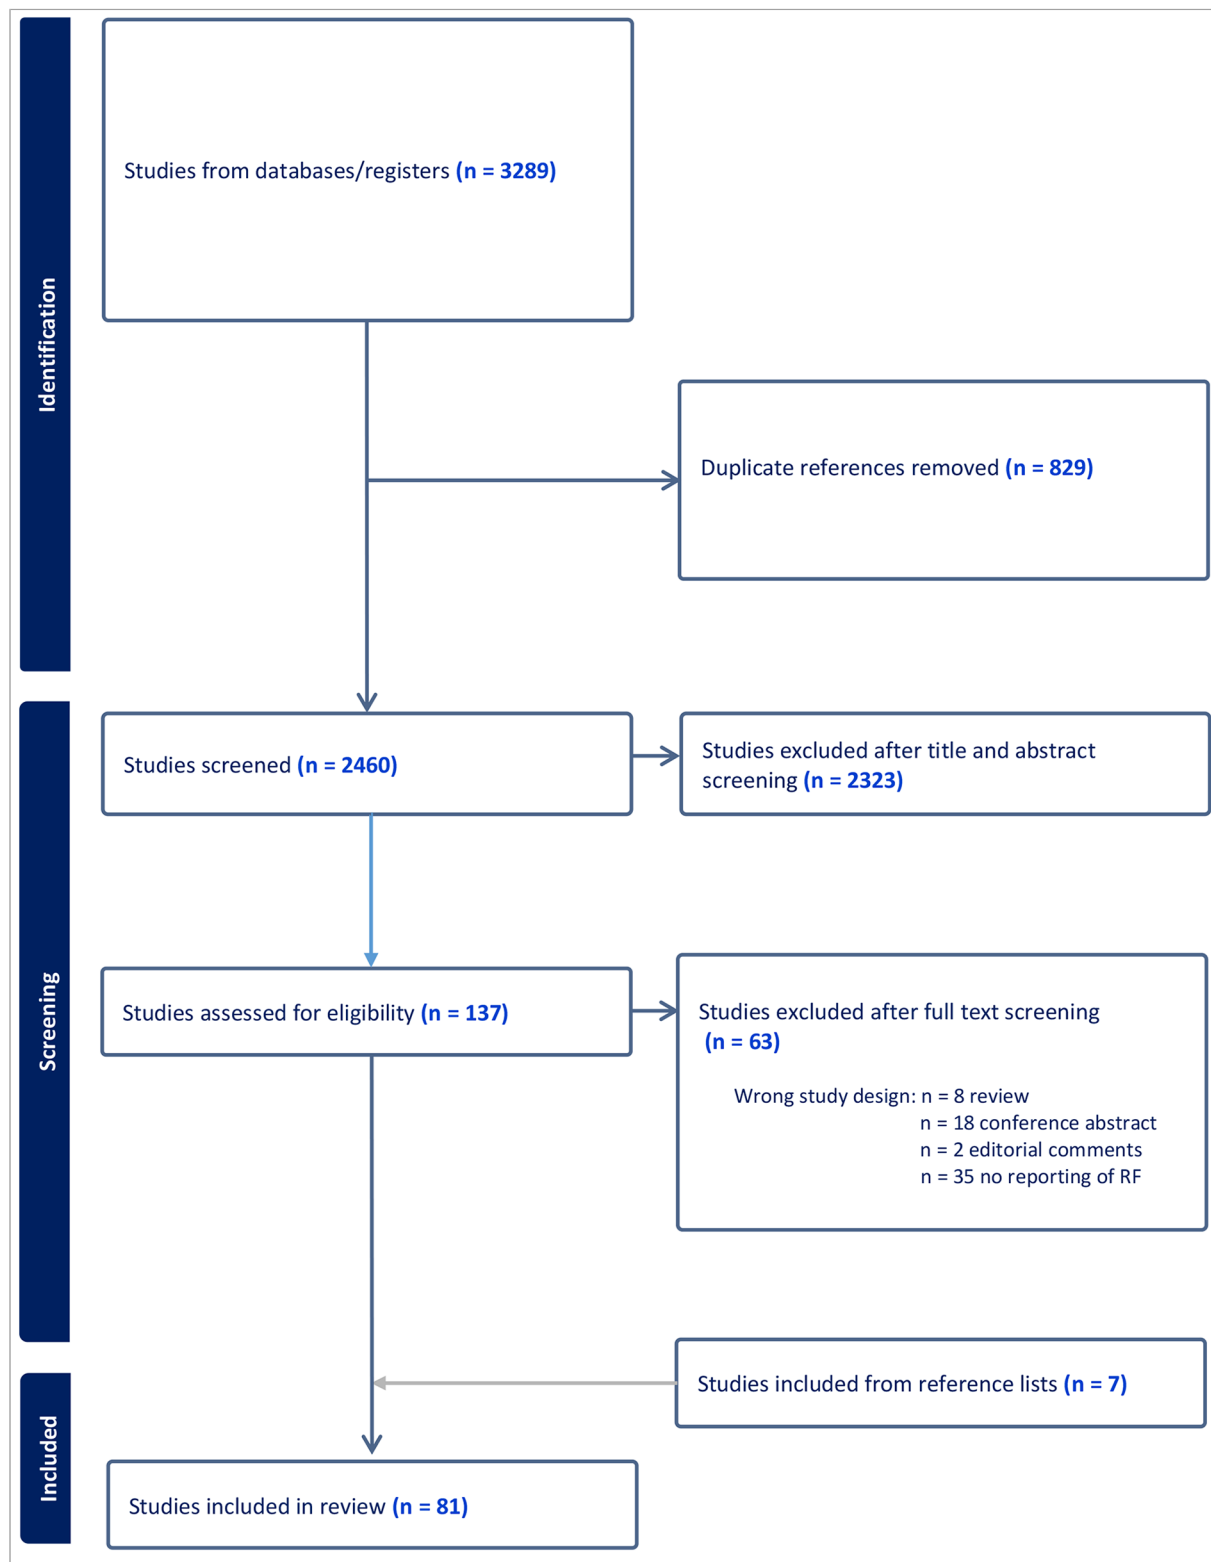 Identification
Studies from databases/registers (n = 3289)
Duplicate references removed (n = 829)
Screening
Studies screened (n = 2460)
Studies excluded after title and abstract
screening (n = 2323)
Studies assessed for eligibility (n = 137)
Studies excluded after full text screening
(n = 63)
Wrong study design: n = 8 review
n = 18 conference abstract
n = 2 editorial comments
n = 35 no reporting of RF
Studies included from reference lists (n = 7)
Included
Studies included in review (n = 81)